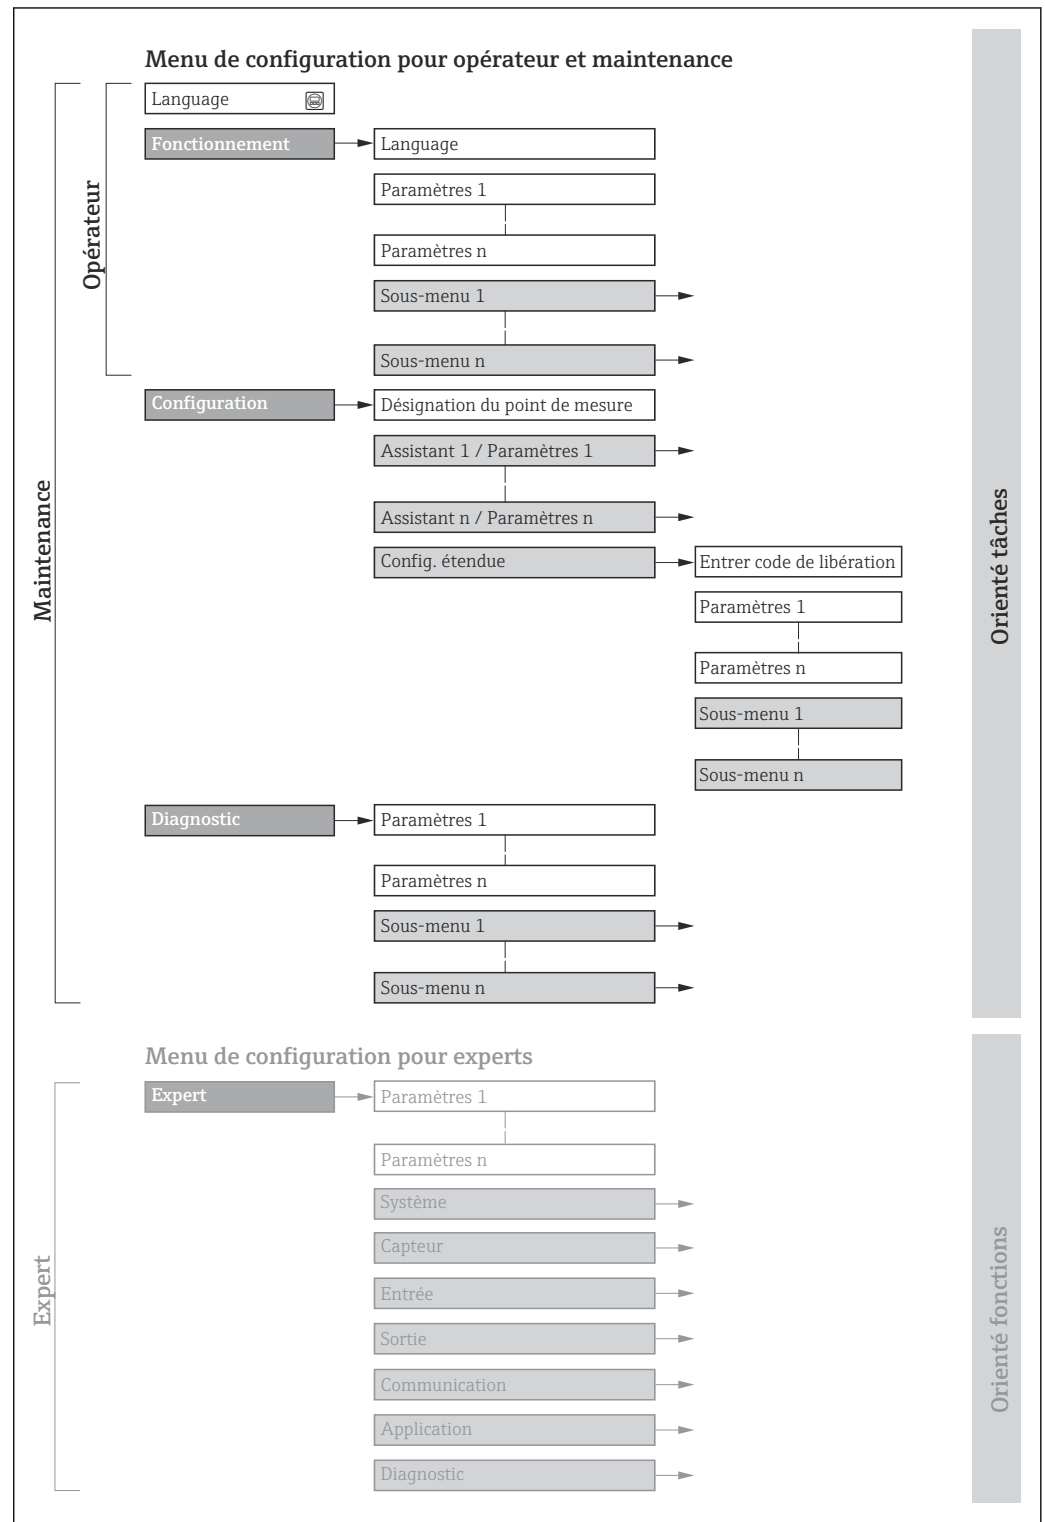 Menu de configuration pour opérateur et maintenance
Language
Fonctionnement
Language
Paramètres 1
Paramètres n
Sous-menu 1
Sous-menu n
Opérateur
Configuration
Désignation du point de mesure
Assistant 1 / Paramètres 1
Assistant n / Paramètres n
Config. étendue
Entrer code de libération
Paramètres 1
Paramètres n
Sous-menu 1
Sous-menu n
Maintenance
Orienté tâches
Diagnostic
Paramètres 1
Paramètres n
Sous-menu 1
Sous-menu n
Menu de configuration pour experts
Expert
Paramètres 1
Paramètres n
Système
Capteur
Entrée
Sortie
Communication
Application
Diagnostic
Expert
Orienté fonctions